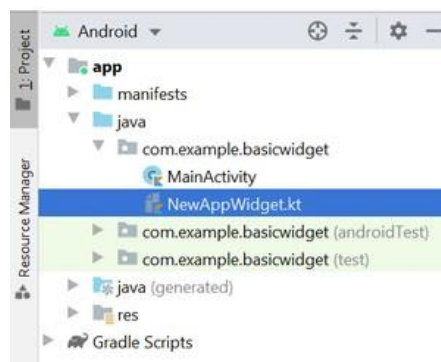 1: Project
Resource Manager
Android
app
manifests
java
com.example.basicwidget
MainActivity
NewAppWidget.kt
com.example.basicwidget (androidTest)
com.example.basicwidget (test)
java (generated)
res
Gradle Scripts